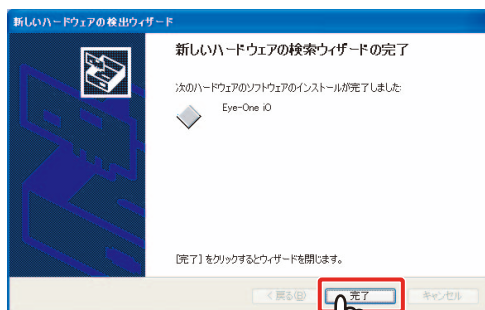 新しいハードウェアの検出ウィザード
新しいハードウェアの検索ウィザードの完了
次のハードウェアのソフトウェアのインストールが完了しました:
Eye-One iO
[完了] をクリックするとウィザードを閉じます。
< 戻る(B) 完了 キャンセル